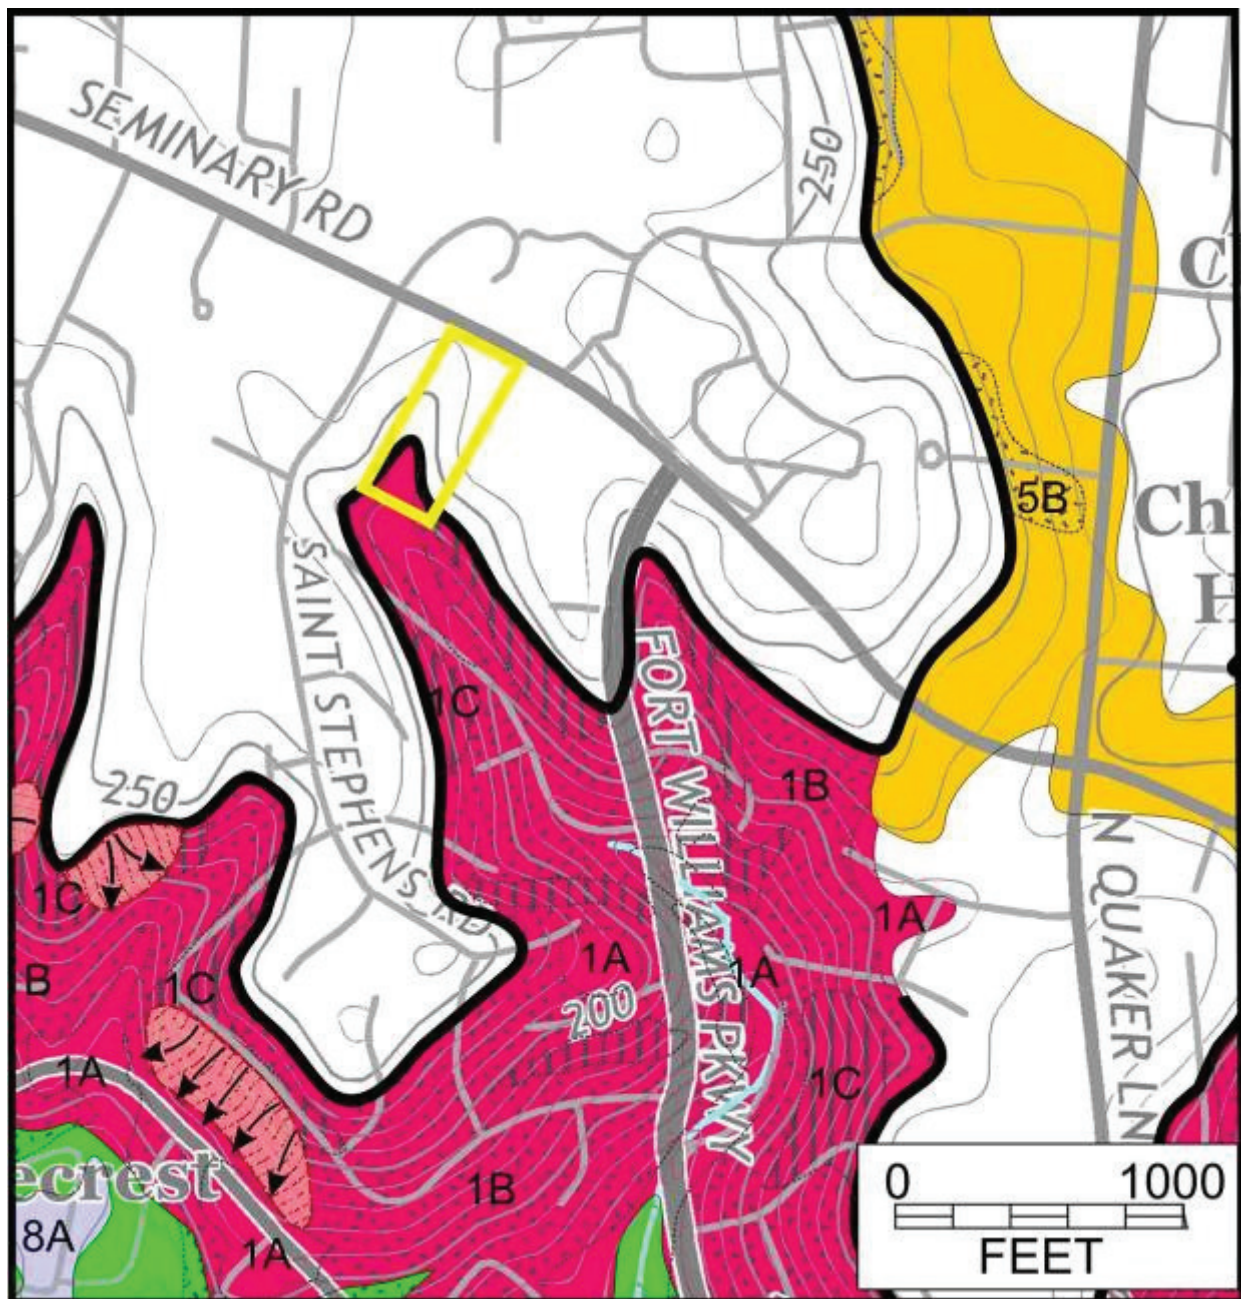 SEMINARY RD
250
5B
Ch
H
SAINT STEPHENS RD
FORT WILLIAMS PKWY
1C
1B
250
N QUAKER LN
1C
1A
1A
1A
B
1C
200
1A
1C
ecrest
1B
8A
1A
0 1000
FEET